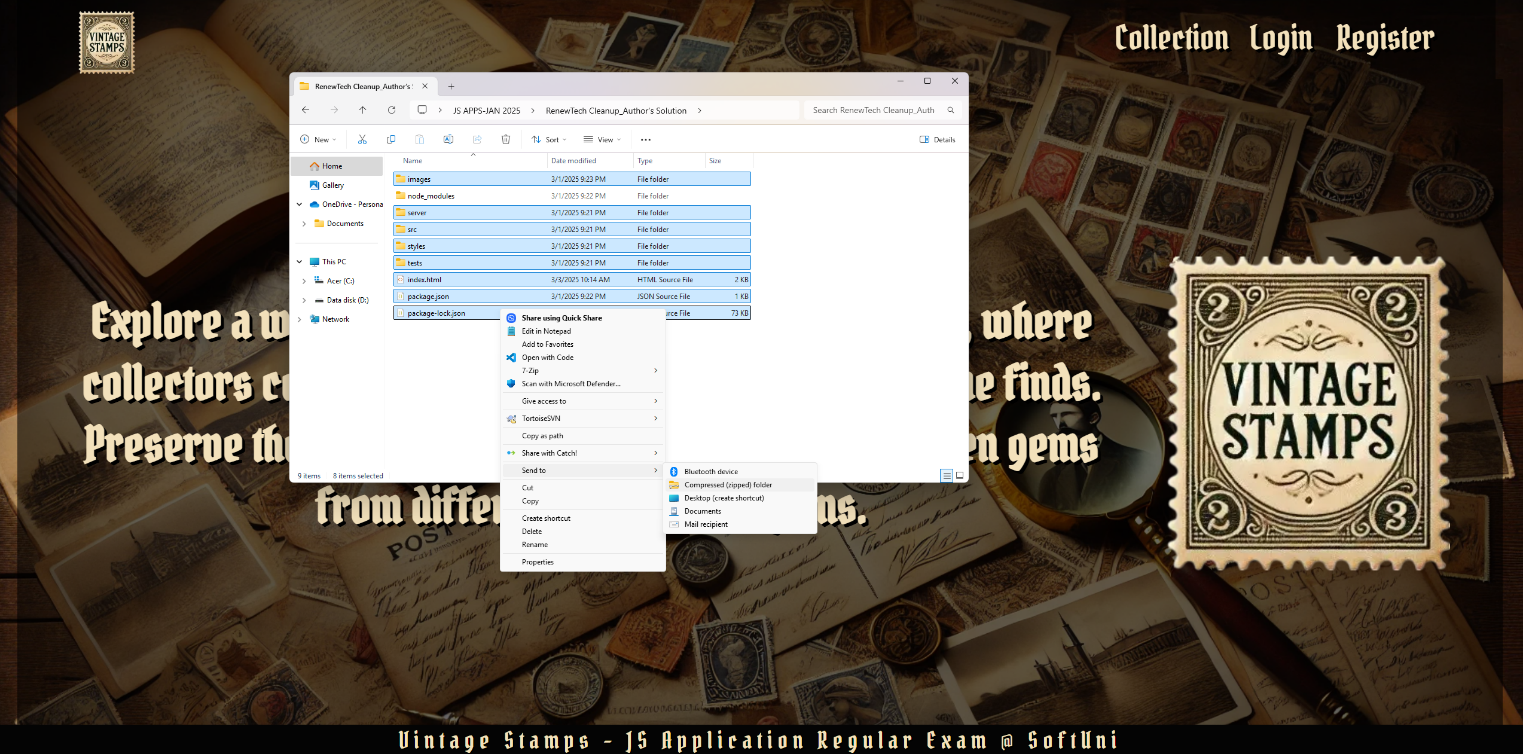 VINTAGE
STAMPS
Collection Login Register
RenewTech Cleanup_Author's S
JS APPS-JAN 2025 RenewTech Cleanup_Author's Solution Search RenewTech Cleanup_Auth
New Sort View Details
Name Date modified Type Size
Home
Gallery
OneDrive - Persona
Documents
This PC
Acer (C:)
Data disk (D:)
Network
images 3/1/2025 9:23 PM File folder
node_modules 3/1/2025 9:22 PM File folder
server 3/1/2025 9:21 PM File folder
src 3/1/2025 9:21 PM File folder
styles 3/1/2025 9:21 PM File folder
tests 3/1/2025 9:21 PM File folder
index.html 3/3/2025 10:14 AM HTML Source File 2 KB
package.json 3/1/2025 9:22 PM JSON Source File 1 KB
package-lock.json urce File 73 KB
Share using Quick Share
Edit in Notepad
Add to Favorites
Open with Code
7-Zip
Scan with Microsoft Defender...
Give access to
TortoiseSVN
Copy as path
Share with Catch!
Send to
Cut
Copy
Create shortcut
Delete
Rename
Properties
Bluetooth device
Compressed (zipped) folder
Desktop (create shortcut)
Documents
Mail recipient
9 items 8 items selected
Explore a w , where
collectors c e finds.
Preserve th en gems
from differ ns.
2 2
VINTAGE
STAMPS
2 3
POST
Vintage Stamps - JS Application Regular Exam @ SoftUni